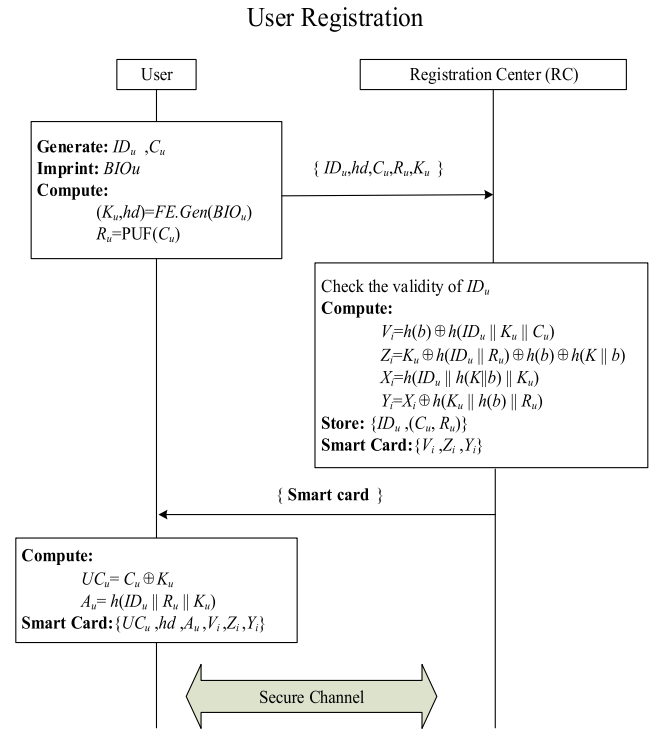 User Registration
User
Registration Center (RC)
Generate: IDu ,Cu
Imprint: BIOu
Compute:
(Ku,hd)=FE.Gen(BIOu)
Ru=PUF(Cu)
{ IDu,hd,Cu,Ru,Ku }
Check the validity of IDu
Compute:
Vi=h(b)⊕h(IDu || Ku || Cu)
Zi=Ku⊕h(IDu || Ru)⊕h(b)⊕h(K || b)
Xi=h(IDu || h(K||b) || Ku)
Yi=Xi⊕h(Ku || h(b) || Ru)
Store: {IDu ,(Cu, Ru)}
Smart Card:{Vi ,Zi ,Yi}
{ Smart card }
Compute:
UCu= Cu⊕Ku
Au= h(IDu || Ru || Ku)
Smart Card:{UCu ,hd ,Au,Vi,Zi,Yi}
Secure Channel